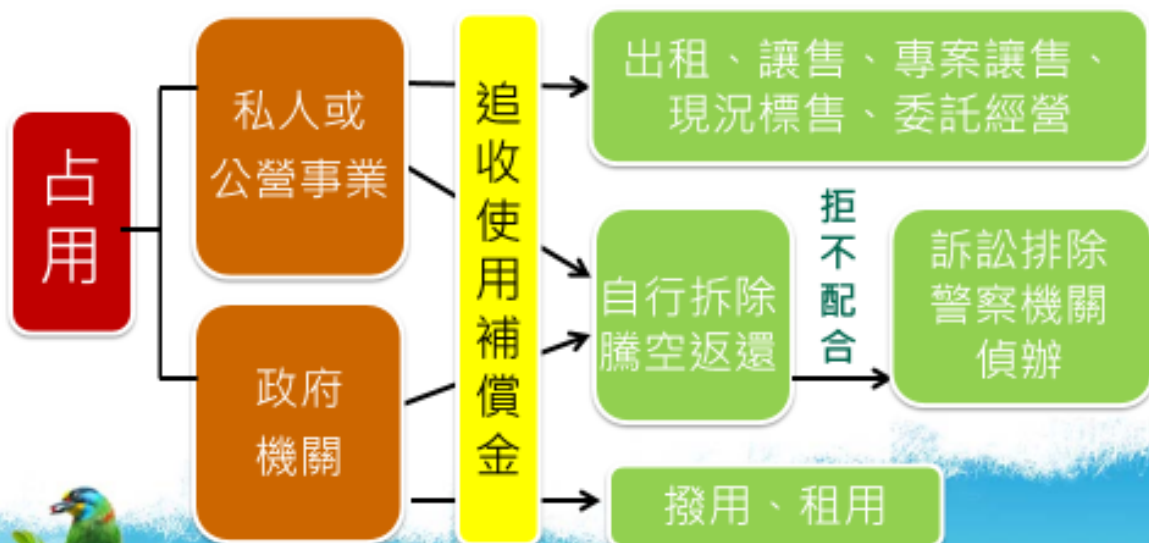 占用
私人或
公營事業
政府
機關
追收使用補償金
出租、讓售、專案讓售、
現況標售、委託經營
自行拆除
騰空返還
拒不配合
訴訟排除
警察機關
偵辦
撥用、租用